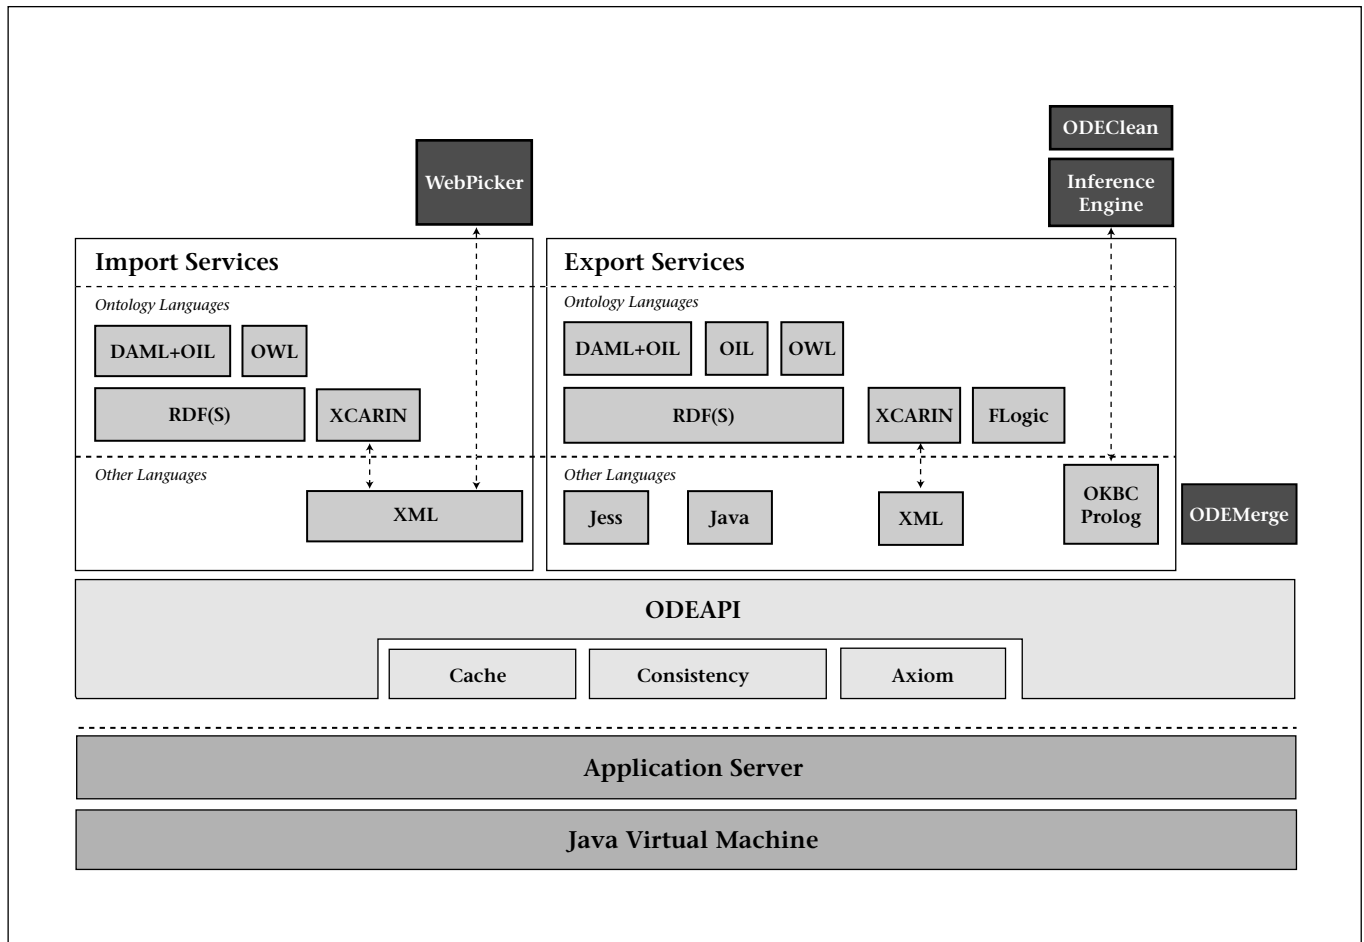 ODEClean
WebPicker
Inference
Engine
Import Services
Ontology Languages
DAML+OIL
OWL
RDF(S)
XCARIN
Other Languages
XML
Export Services
Ontology Languages
DAML+OIL
OIL
OWL
RDF(S)
XCARIN
FLogic
Other Languages
Jess
Java
XML
OKBC
Prolog
ODEMerge
ODEAPI
Cache
Consistency
Axiom
Application Server
Java Virtual Machine